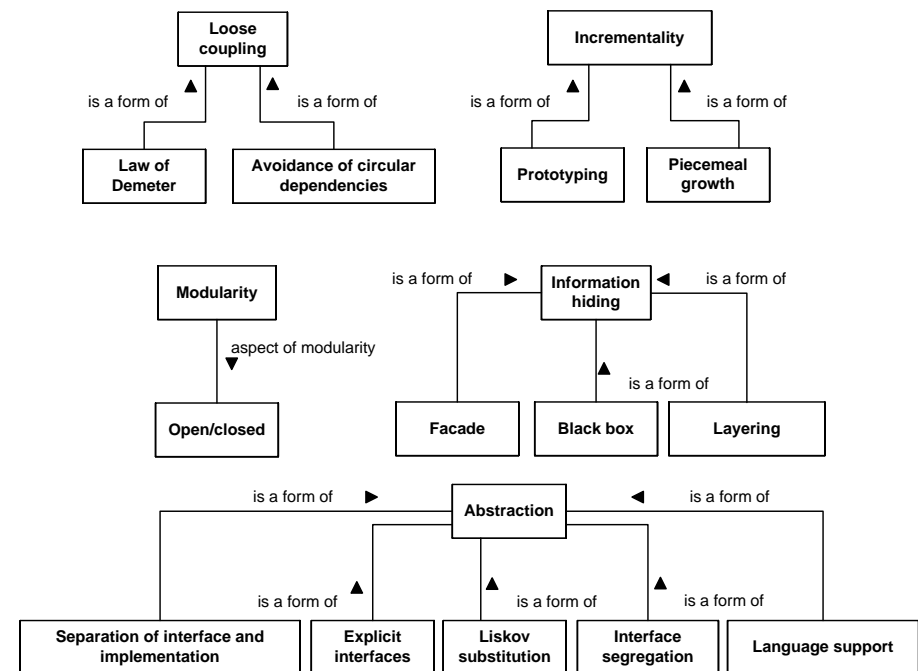 Loose
coupling
Incrementality
is a form of
is a form of
is a form of
is a form of
Law of
Demeter
Avoidance of circular
dependencies
Prototyping
Piecemeal
growth
Modularity
is a form of
Information
hiding
is a form of
aspect of modularity
is a form of
Open/closed
Facade
Black box
Layering
is a form of
Abstraction
is a form of
is a form of
is a form of
is a form of
Separation of interface and
implementation
Explicit
interfaces
Liskov
substitution
Interface
segregation
Language support